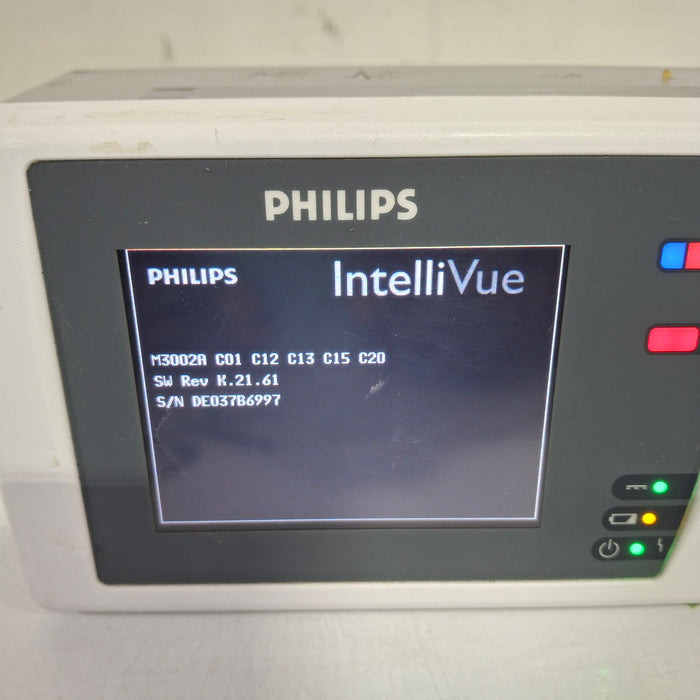 PHILIPS
PHILIPS IntelliVue
M3002A C01 C12 C13 C15 C20
SW Rev K.21.61
S/N DE037B6997